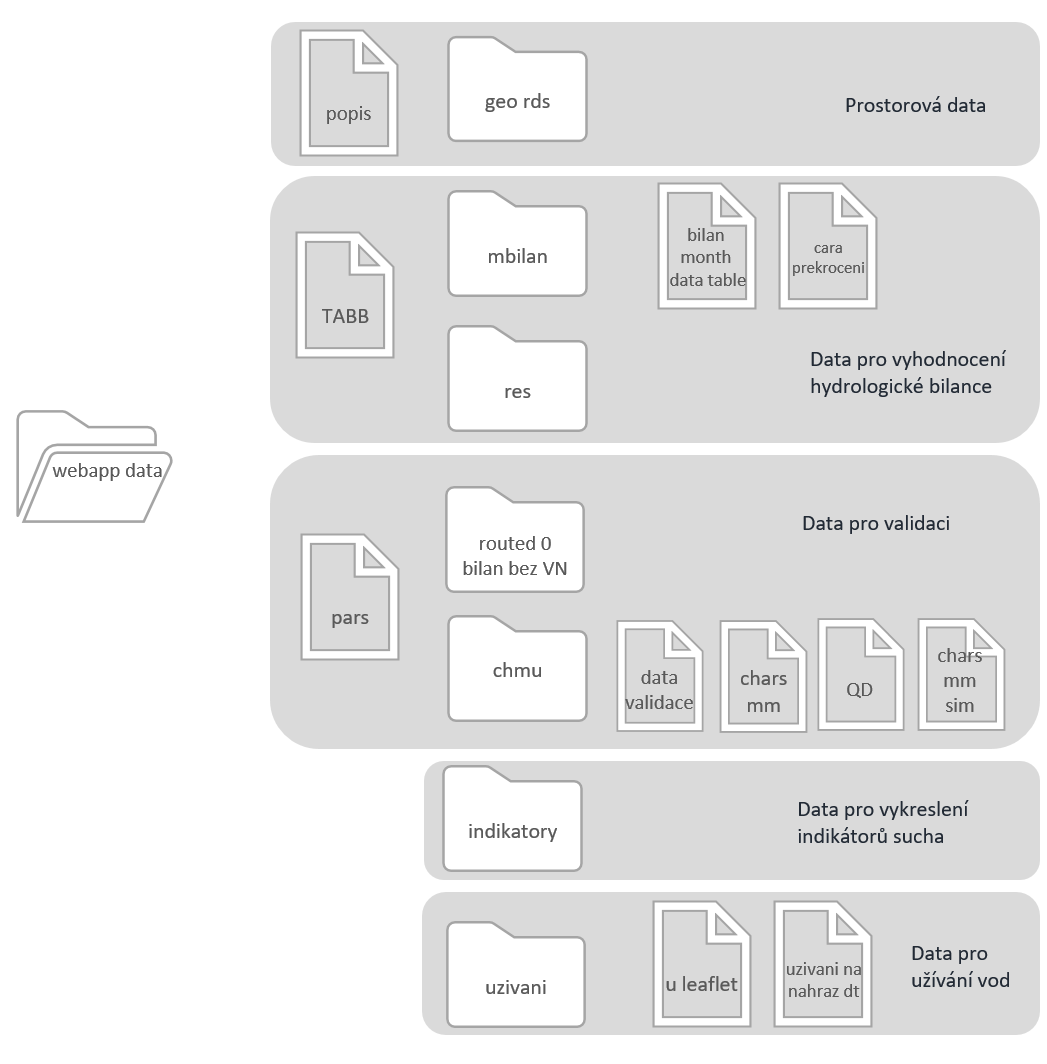 popis
geo rds
Prostorová data
TABB
mbilan
bilan
month
data table
cara
prekroceni
res
Data pro vyhodnocení
hydrologické bilance
webapp data
pars
routed 0
bilan bez VN
Data pro validaci
chmu
data
validace
chars
mm
QD
chars
mm
sim
indikatory
Data pro vykreslení
indikátorů sucha
uzivani
u leaflet
uzivani na
nahraz dt
Data pro
užívání vod